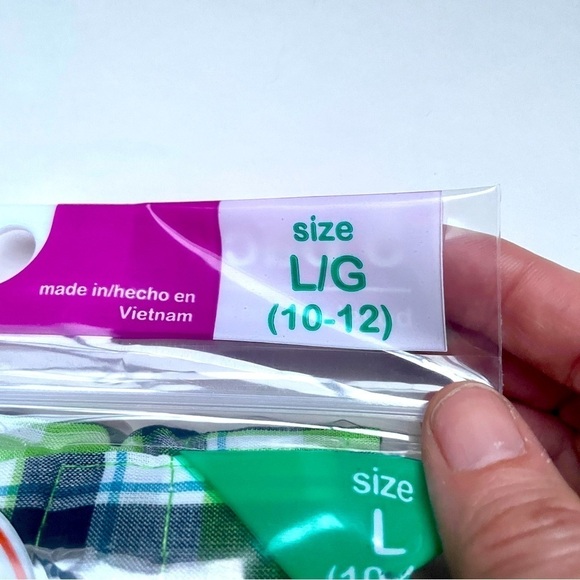 made in/hecho en
Vietnam
size
L/G
(10-12)
size
L